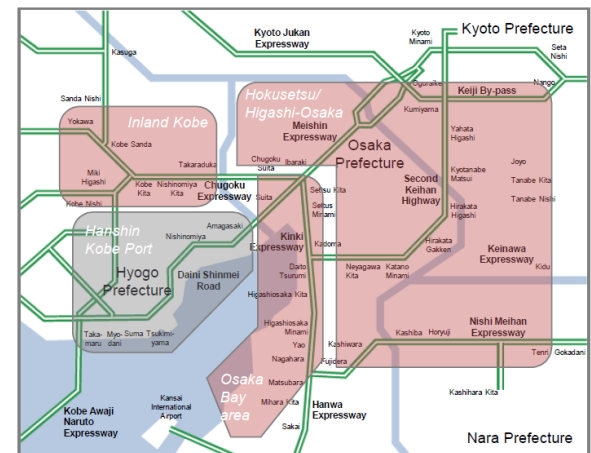 Kyoto Jukan
Expressway
Kyoto
Minami
Kyoto Prefecture
Seta
Nishi
Kasuga
Oguraike
Nango
Keiji By-pass
Sanda Nishi
Hokusetsu/
Higashi-Osaka
Kumiyama
Yokawa
Inland Kobe
Meishin
Expressway
Yahata
Higashi
Kobe Sanda
Osaka
Prefecture
Takaraduka
Chugoku
Suita
Ibaraki
Joyo
Miki
Higashi
Kyotanabe
Matsui
Tanabe Kita
Kobe
Kita
Nishinomiya
Kita
Chugoku
Expressway
Suita
Settsu Kita
Second
Keihan
Highway
Tanabe Nishi
Kobe Nishi
Settus
Minami
Hirakata
Higashi
Hanshin
Kobe Port
Amagasaki
Nishinomiya
Kinki
Expressway
Kadoma
Hirakata
Gakken
Keinawa
Expressway
Hyogo
Prefecture
Daini Shinmei
Road
Daito
Tsurumi
Neyagawa
Kita
Katano
Minami
Kidu
Higashiosaka Kita
Nishi Meihan
Expressway
Taka-
maru
Myo-
dani
Suma
Tsukimi-
yama
Higashiosaka
Minami
Kashiba
Horyuji
Yao
Kashiwara
Nagahara
Fujidera
Tenri
Gokadani
Osaka
Bay
area
Matsubara
Kashihara Kita
Kansai
International
Airport
Mihara Kita
Hanwa
Expressway
Kobe Awaji
Naruto
Expressway
Sakai
Nara Prefecture